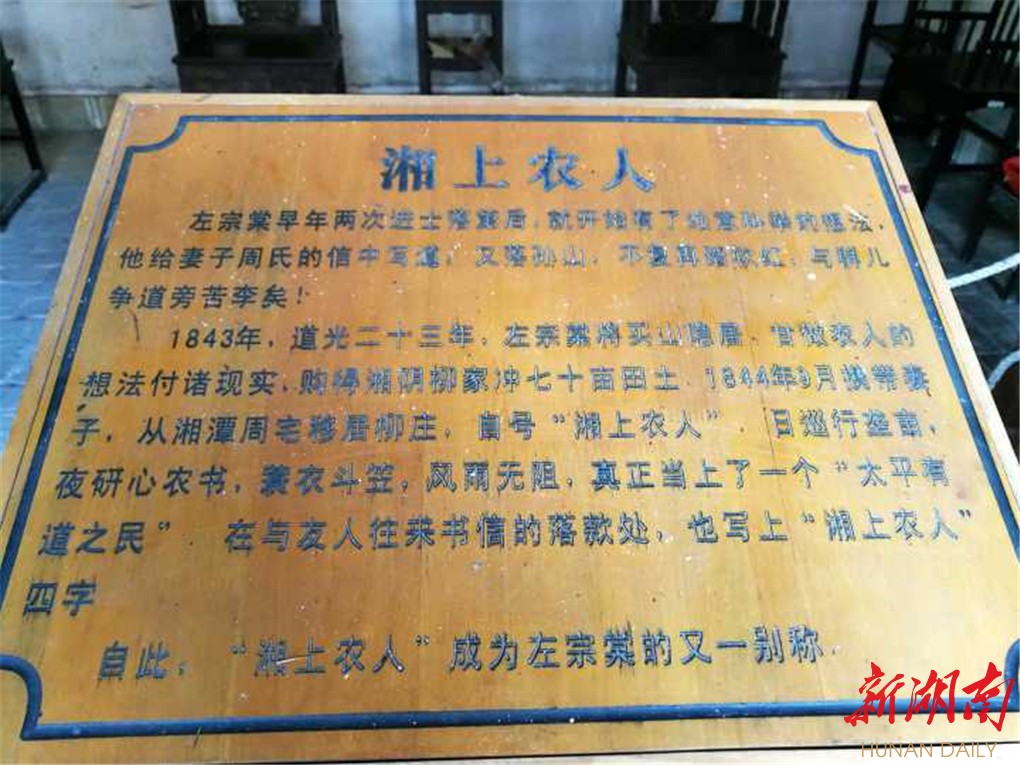 湘上农人
左宗棠早年两次进士落第后，就开始有了绝意科举的想法，
他给妻子周氏的信中写道，又落孙山，不复再踏软红，与群儿
争道旁苦李矣！
1843年，道光二十三年，左宗棠将买山隐居，甘做农人的
想法付诸现实，购得湘阴柳家冲七十亩田土，1844年9月携带妻
子，从湘潭周宅移居柳庄，自号“湘上农人”，日巡行垄亩，
夜研心农书，蓑衣斗笠，风雨无阻，真正当上了一个“太平有
道之民” 在与友人往来书信的落款处，也写上“湘上农人”
四字
自此，“湘上农人”成为左宗棠的又一别称
新湖南
HUNAN DAILY